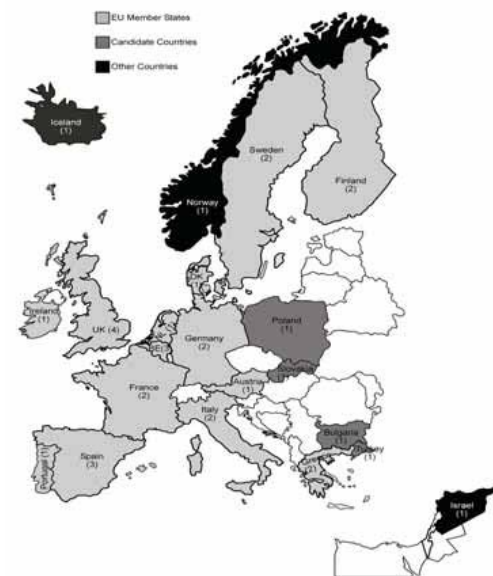 EU Member States
Candidate Countries
Other Countries
Iceland
(1)
Sweden
(2)
Finland
(2)
Norway
(1)
Ireland
(1)
UK (4)
Germany
(2)
Poland
(1)
Slovakia
France
(2)
Austria
(1)
Italy
(2)
Bulgaria
(1)
(1)
(2)
Portugal (1)
Spain
(3)
Israel
(1)